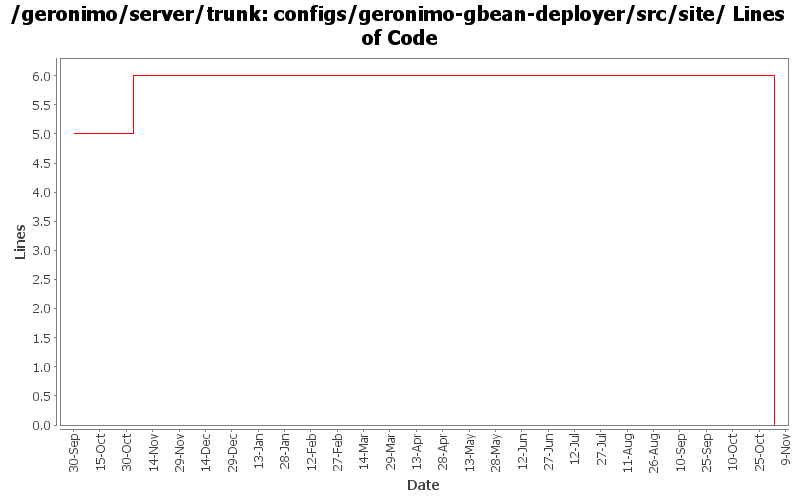 /geronimo/server/trunk: configs/geronimo-gbean-deployer/src/site/ Lines
of Code
6.0
5.5
5.0
4.5
4.0
3.5
3.0
2.5
2.0
1.5
1.0
0.5
0.0
Lines
30-Sep
15-Oct
30-Oct
14-Nov
29-Nov
14-Dec
29-Dec
13-Jan
28-Jan
12-Feb
27-Feb
14-Mar
29-Mar
13-Apr
28-Apr
13-May
28-May
12-Jun
27-Jun
12-Jul
27-Jul
11-Aug
26-Aug
10-Sep
25-Sep
10-Oct
25-Oct
9-Nov
Date